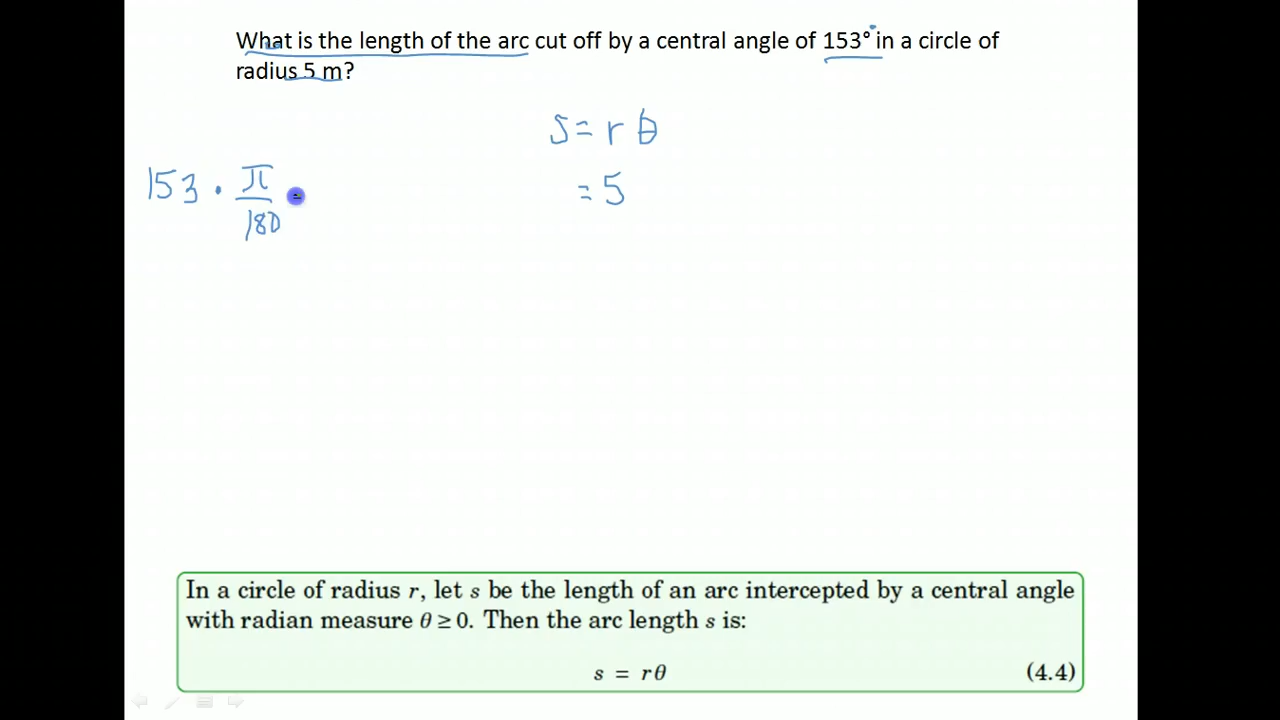 What is the length of the arc cut off by a central angle of 153° in a circle of
radius 5 m?
s = r θ
153 · π/180 =
= 5
In a circle of radius r, let s be the length of an arc intercepted by a central angle
with radian measure θ ≥ 0. Then the arc length s is:
s = rθ (4.4)